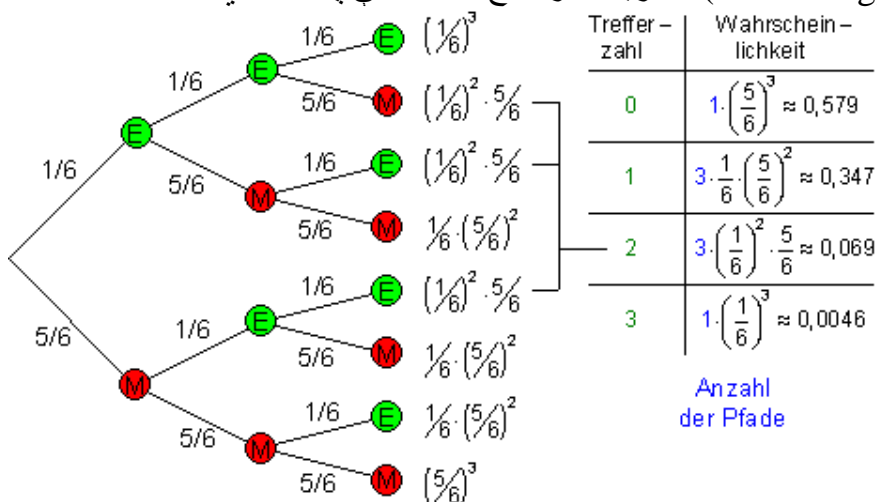 1/6 E (1/6)³
1/6 E
5/6 M (1/6)² · 5/6
1/6 E
1/6 E (1/6)² · 5/6
5/6 M
5/6 M 1/6 · (5/6)²
1/6 E (1/6)² · 5/6
1/6 E
5/6 M 1/6 · (5/6)²
5/6 M
1/6 E 1/6 · (5/6)²
5/6 M
5/6 M (5/6)³
Treffer – Wahrschein –
zahl lichkeit
0 1·(5/6)³ ≈ 0,579
1 3·1/6·(5/6)² ≈ 0,347
2 3·(1/6)²·5/6 ≈ 0,069
3 1·(1/6)³ ≈ 0,0046
Anzahl
der Pfade